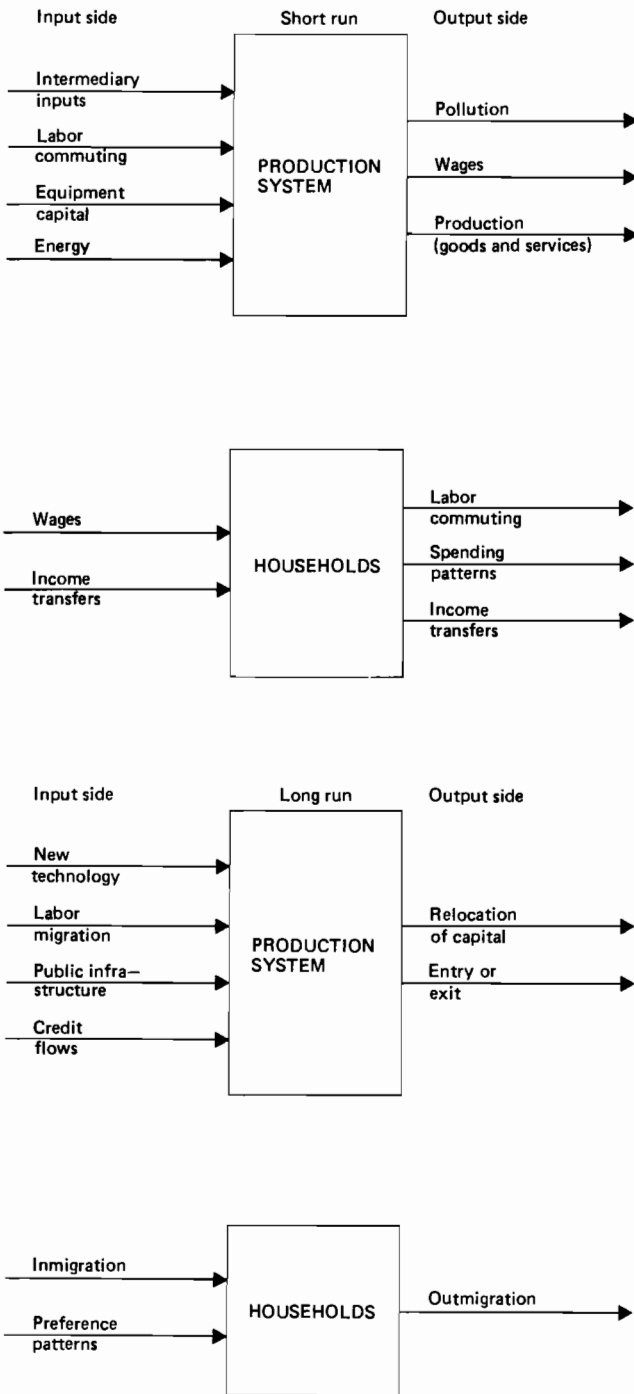 Input side
Short run
Output side
Intermediary
inputs
Labor
commuting
Equipment
capital
Energy
PRODUCTION
SYSTEM
Pollution
Wages
Production
(goods and services)
Wages
Income
transfers
HOUSEHOLDS
Labor
commuting
Spending
patterns
Income
transfers
Input side
Long run
Output side
New
technology
Labor
migration
Public infra—
structure
Credit
flows
PRODUCTION
SYSTEM
Relocation
of capital
Entry or
exit
Inmigration
Preference
patterns
HOUSEHOLDS
Outmigration